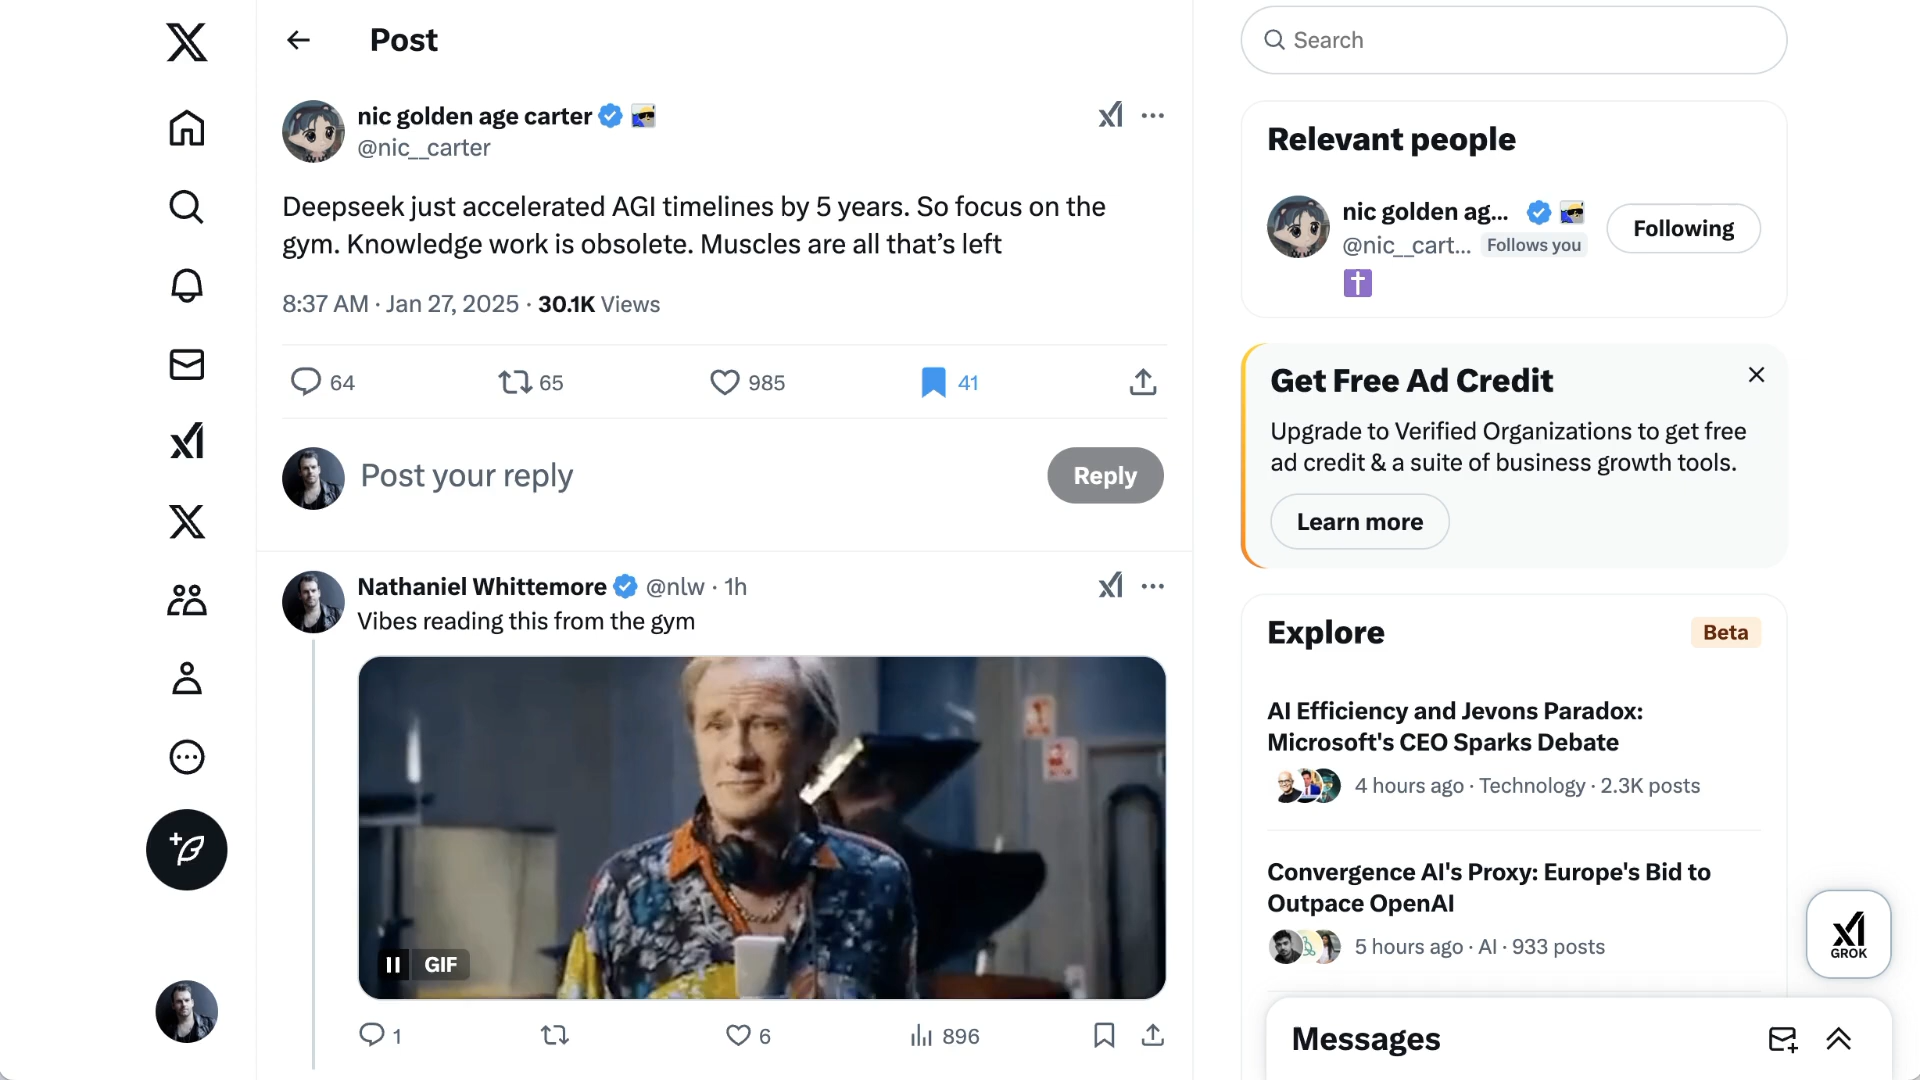 Post
nic golden age carter
@nic__carter
Deepseek just accelerated AGI timelines by 5 years. So focus on the
gym. Knowledge work is obsolete. Muscles are all that’s left
8:37 AM · Jan 27, 2025 · 30.1K Views
64
65
985
41
Post your reply
Reply
Nathaniel Whittemore @nlw · 1h
Vibes reading this from the gym
GIF
1
6
896
Search
Relevant people
nic golden ag...
@nic__cart... Follows you
Following
Get Free Ad Credit
Upgrade to Verified Organizations to get free
ad credit & a suite of business growth tools.
Learn more
Explore
Beta
AI Efficiency and Jevons Paradox:
Microsoft's CEO Sparks Debate
4 hours ago · Technology · 2.3K posts
Convergence AI's Proxy: Europe's Bid to
Outpace OpenAI
5 hours ago · AI · 933 posts
GROK
Messages